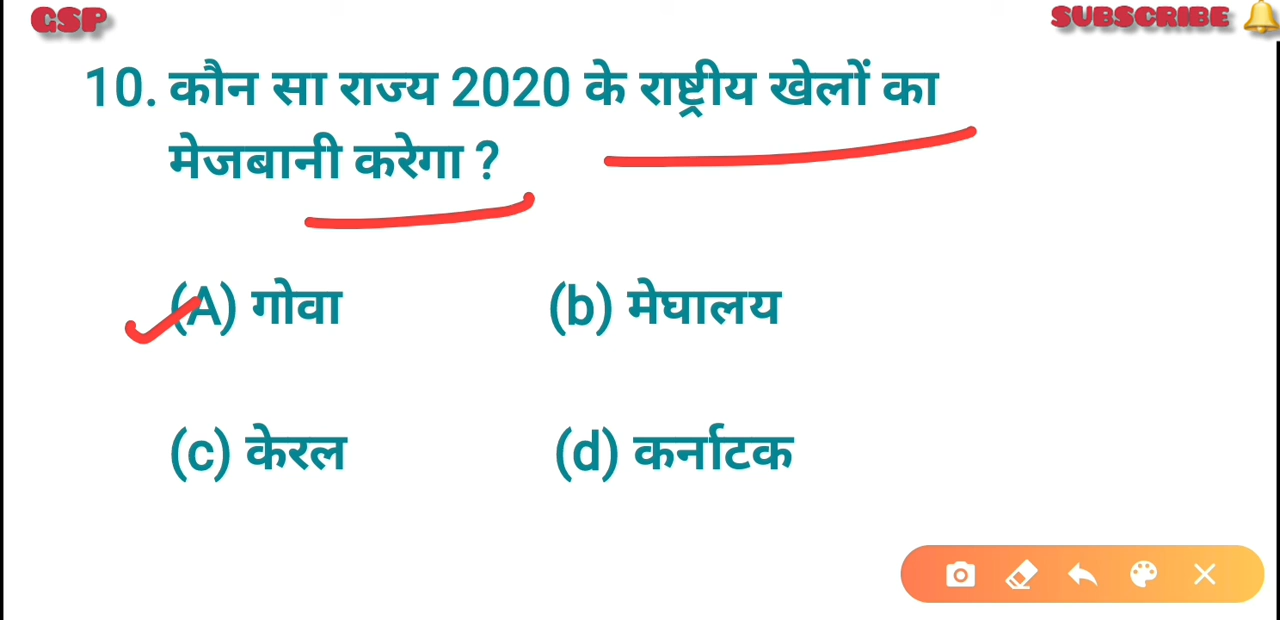 GSP
SUBSCRIBE
10. कौन सा राज्य 2020 के राष्ट्रीय खेलों का
मेजबानी करेगा ?
(A) गोवा (b) मेघालय
(c) केरल (d) कर्नाटक